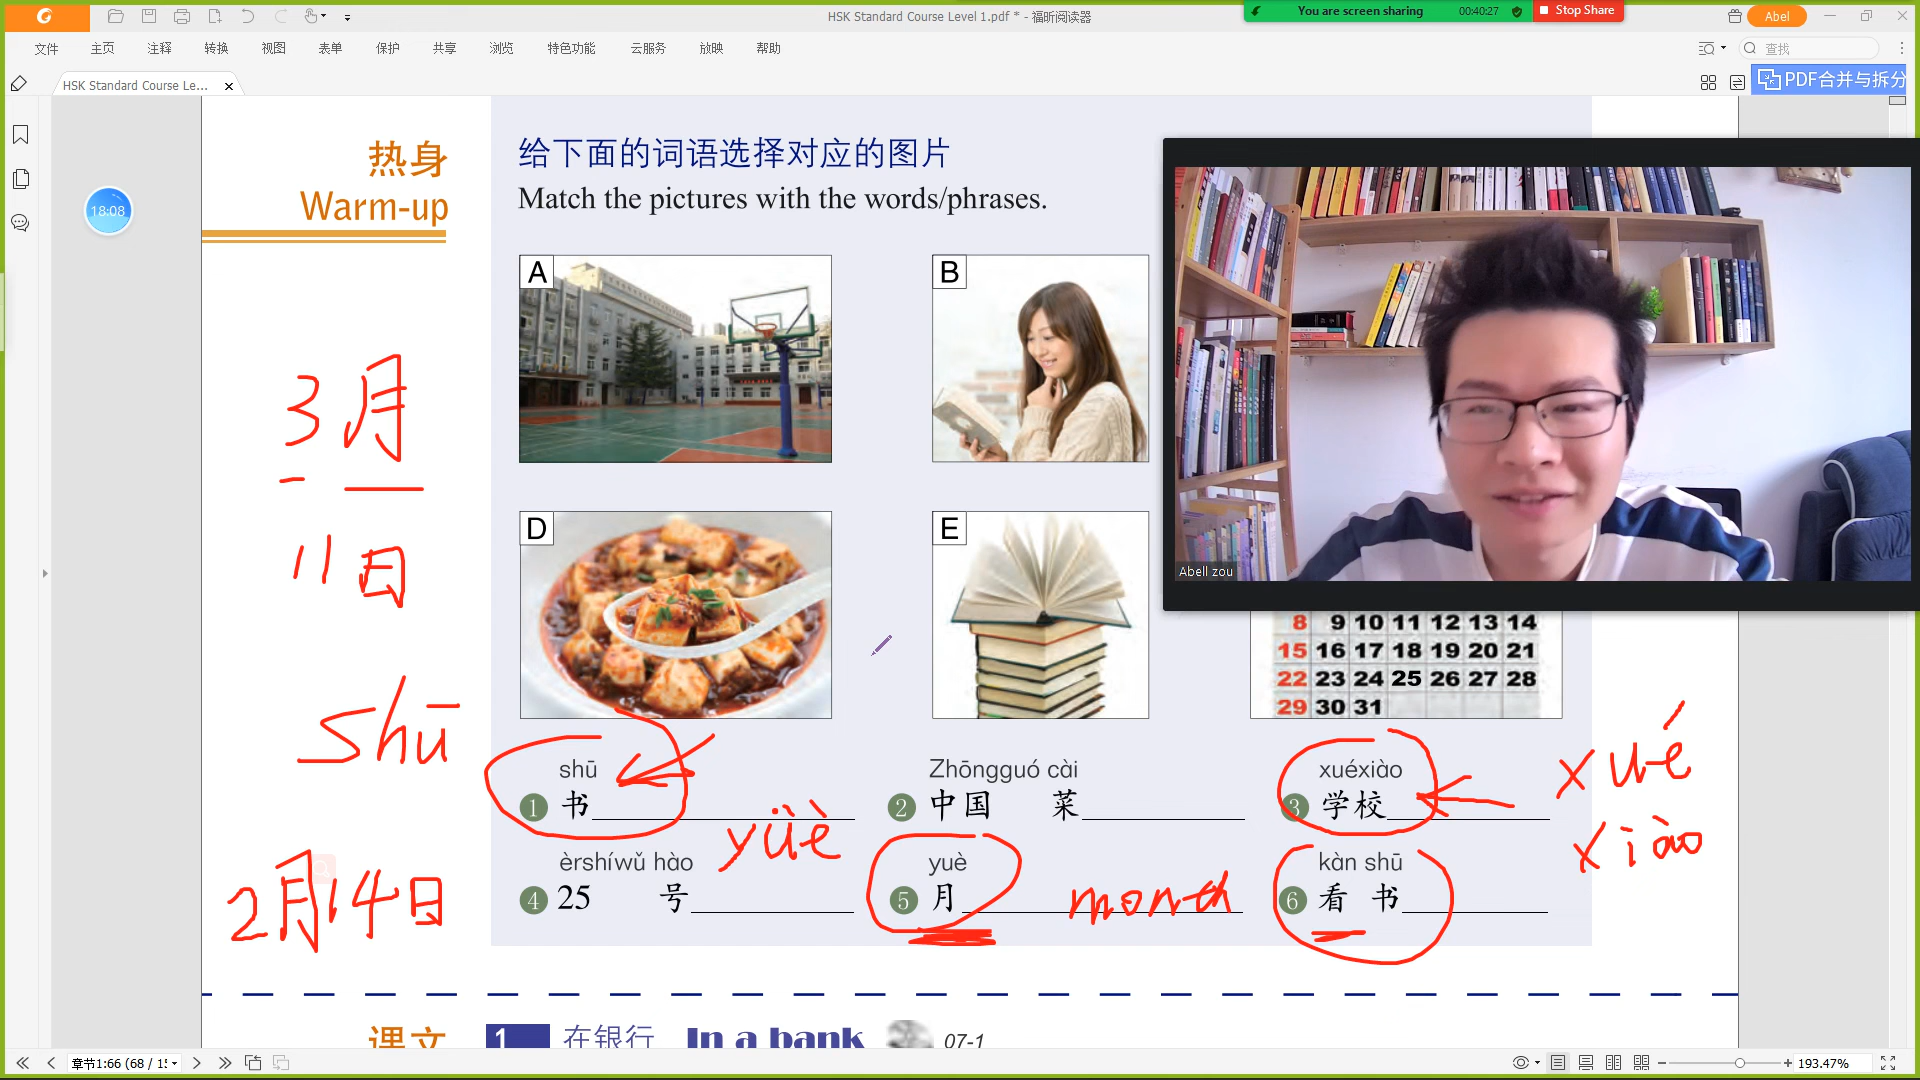 HSK Standard Course Level 1.pdf * - 福昕阅读器
You are screen sharing
00:40:27
Stop Share
Abel
文件 主页 注释 转换 视图 表单 保护 共享 浏览 特色功能 云服务 放映 帮助
查找
HSK Standard Course Le...
PDF合并与拆分
18:08
热身
Warm-up
给下面的词语选择对应的图片
Match the pictures with the words/phrases.
A
B
D
E
Abell zou
8 9 10 11 12 13 14
15 16 17 18 19 20 21
22 23 24 25 26 27 28
29 30 31
3月
11日
shū
2月14日
shū
1 书
Zhōngguó cài
2 中国 菜
xuéxiào
3 学校
xué
xiào
yüè
èrshíwǔ hào
4 25 号
yuè
5 月
month
kàn shū
6 看 书
课文
1 在银行 In a bank 07-1
章节1:66 (68 / 15
193.47%